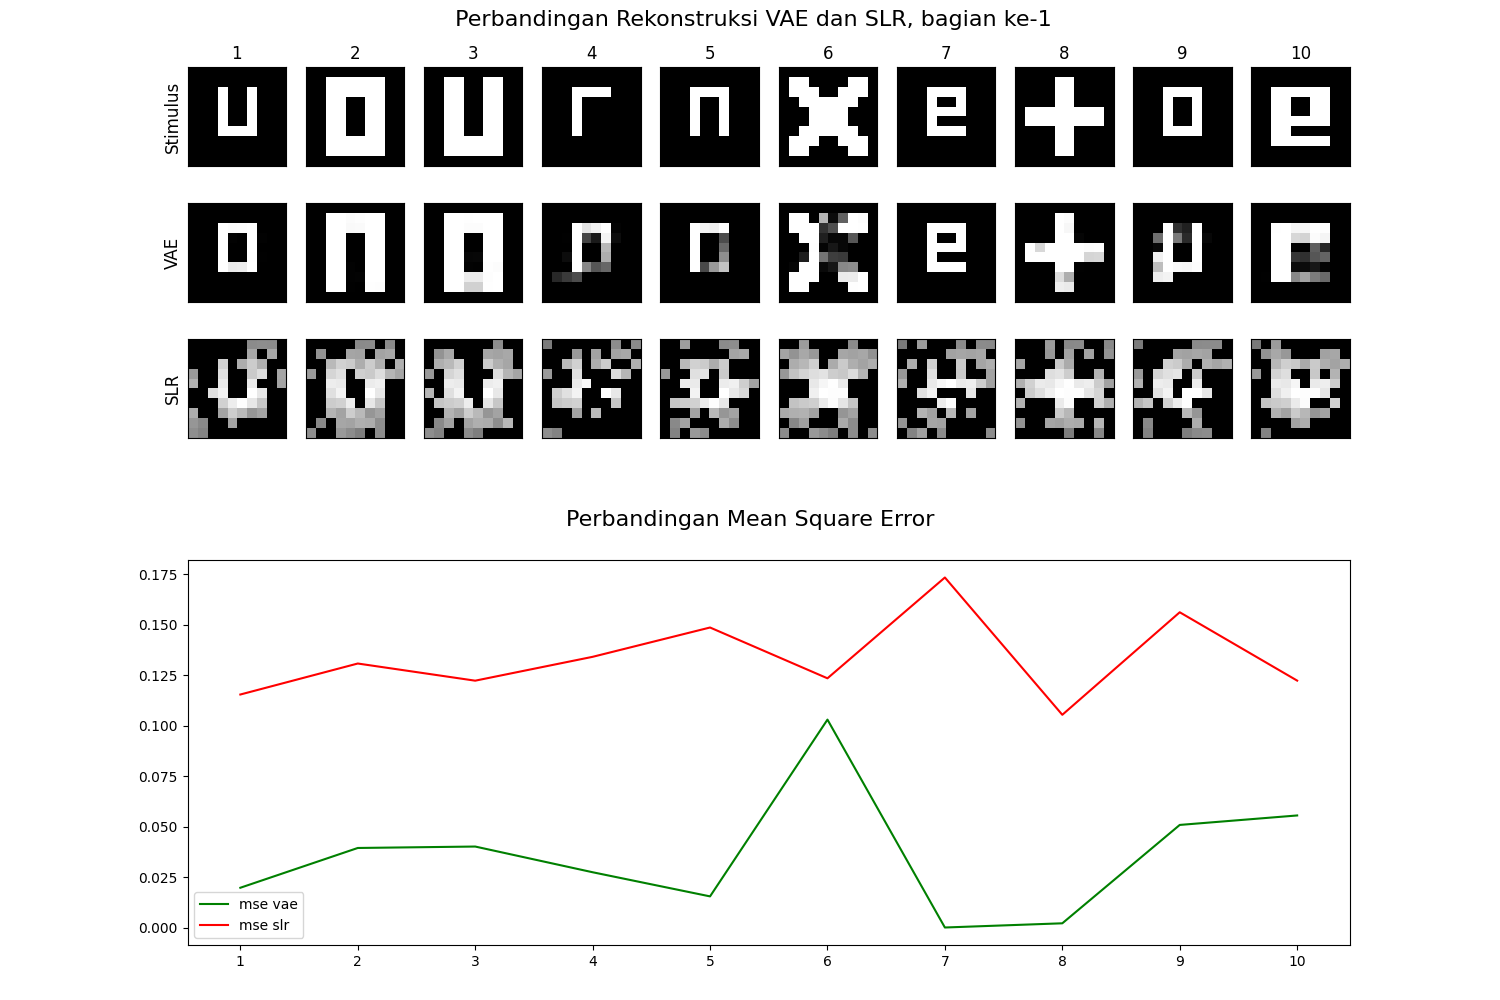 Perbandingan Rekonstruksi VAE dan SLR, bagian ke-1
1 2 3 4 5 6 7 8 9 10
Stimulus
u o u r n x e + o e
VAE
SLR
Perbandingan Mean Square Error
0.175
0.150
0.125
0.100
0.075
0.050
0.025
0.000
mse vae
mse slr
1 2 3 4 5 6 7 8 9 10